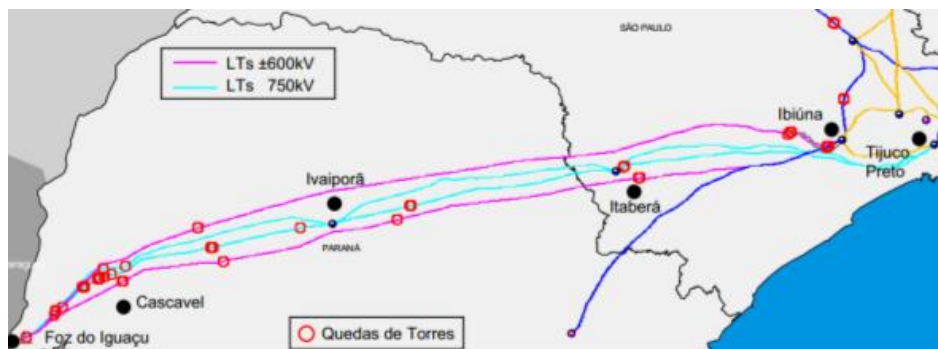 SÃO PAULO
LTs ±600kV
LTs 750kV
Ibiúna
Tijuco
Preto
Ivaiporã
Itaberá
PARANÁ
Cascavel
Foz do Iguaçu
Quedas de Torres